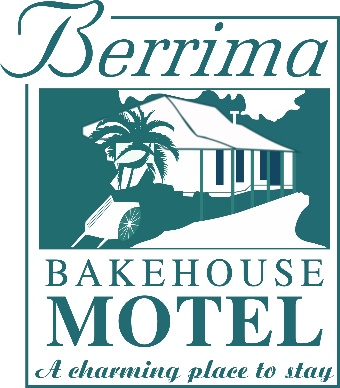 Berrima
BAKEHOUSE
MOTEL
A charming place to stay